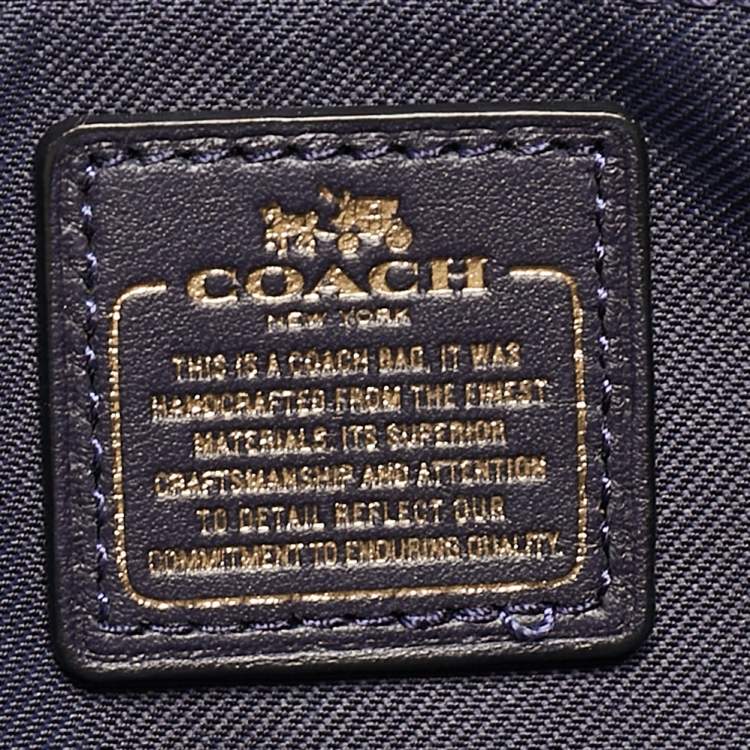 COACH
NEW YORK
THIS IS A COACH BAG. IT WAS
HANDCRAFTED FROM THE FINEST
MATERIALS. ITS SUPERIOR
CRAFTSMANSHIP AND ATTENTION
TO DETAIL REFLECT OUR
COMMITMENT TO ENDURING QUALITY.